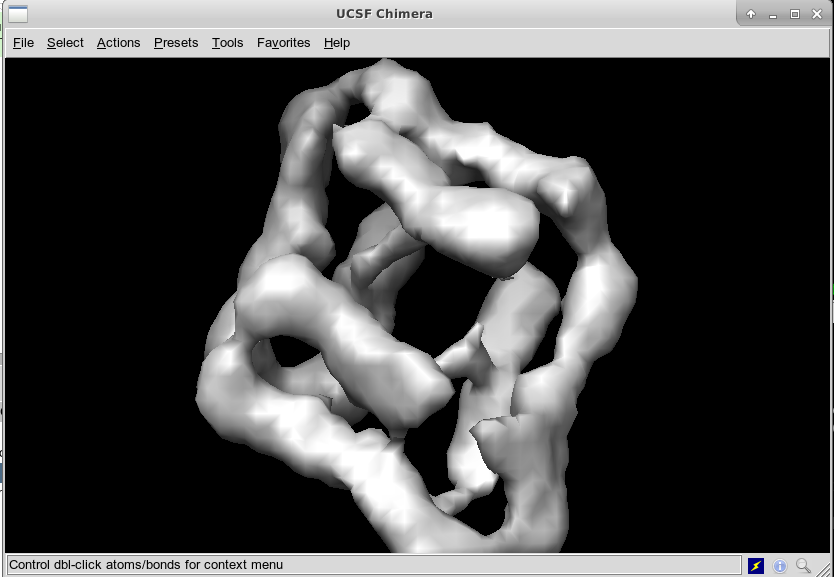 UCSF Chimera
File Select Actions Presets Tools Favorites Help
Control dbl-click atoms/bonds for context menu